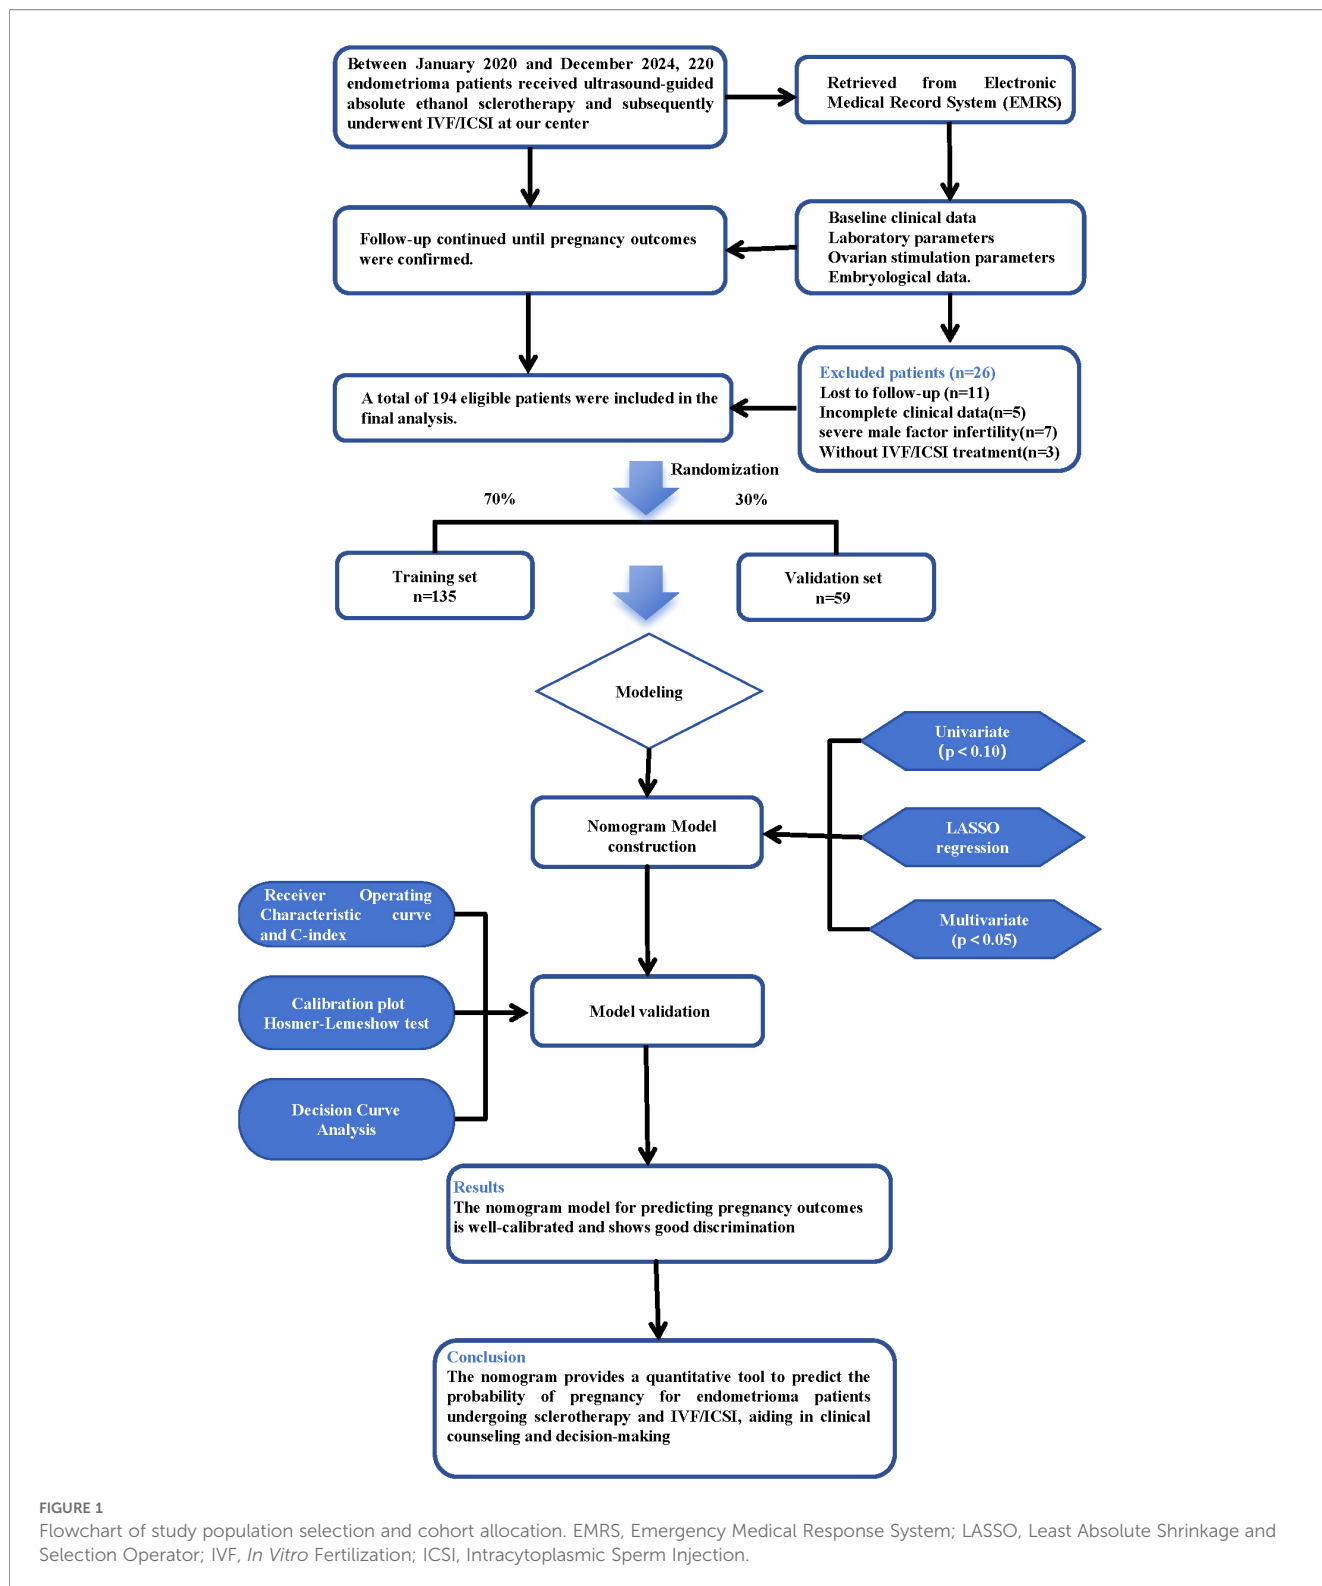 Between January 2020 and December 2024, 220
endometrioma patients received ultrasound-guided
absolute ethanol sclerotherapy and subsequently
underwent IVF/ICSI at our center
Retrieved from Electronic
Medical Record System (EMRS)
Follow-up continued until pregnancy outcomes
were confirmed.
Baseline clinical data
Laboratory parameters
Ovarian stimulation parameters
Embryological data.
A total of 194 eligible patients were included in the
final analysis.
Excluded patients (n=26)
Lost to follow-up (n=11)
Incomplete clinical data(n=5)
severe male factor infertility(n=7)
Without IVF/ICSI treatment(n=3)
Randomization
70%
30%
Training set
n=135
Validation set
n=59
Modeling
Univariate
(p < 0.10)
Nomogram Model
construction
LASSO
regression
Multivariate
(p < 0.05)
Receiver Operating
Characteristic curve
and C-index
Calibration plot
Hosmer-Lemeshow test
Model validation
Decision Curve
Analysis
Results
The nomogram model for predicting pregnancy outcomes
is well-calibrated and shows good discrimination
Conclusion
The nomogram provides a quantitative tool to predict the
probability of pregnancy for endometrioma patients
undergoing sclerotherapy and IVF/ICSI, aiding in clinical
counseling and decision-making
FIGURE 1
Flowchart of study population selection and cohort allocation. EMRS, Emergency Medical Response System; LASSO, Least Absolute Shrinkage and
Selection Operator; IVF, In Vitro Fertilization; ICSI, Intracytoplasmic Sperm Injection.